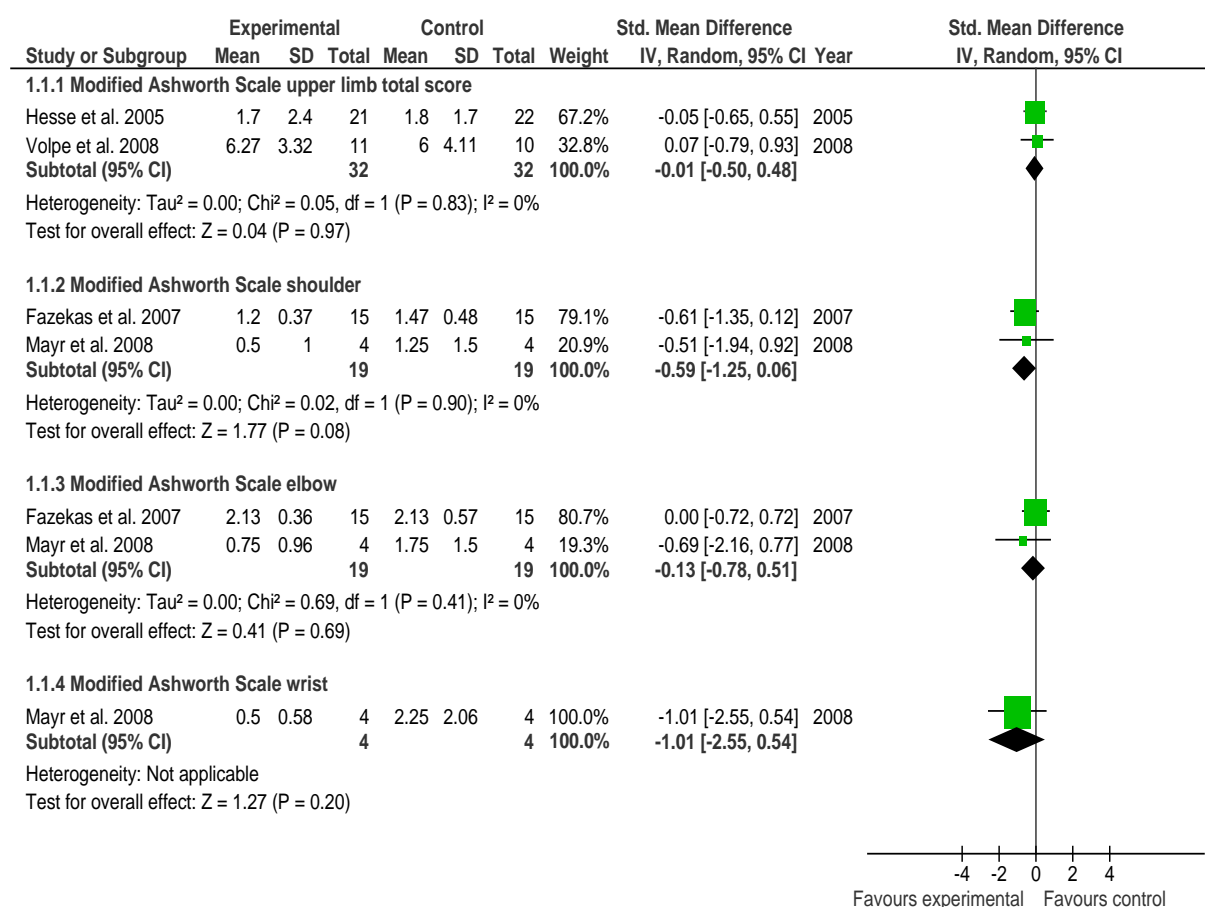 Experimental Control Std. Mean Difference Std. Mean Difference
Study or Subgroup Mean SD Total Mean SD Total Weight IV, Random, 95% CI Year IV, Random, 95% CI
1.1.1 Modified Ashworth Scale upper limb total score
Hesse et al. 2005 1.7 2.4 21 1.8 1.7 22 67.2% -0.05 [-0.65, 0.55] 2005
Volpe et al. 2008 6.27 3.32 11 6 4.11 10 32.8% 0.07 [-0.79, 0.93] 2008
Subtotal (95% CI) 32 32 100.0% -0.01 [-0.50, 0.48]
Heterogeneity: Tau² = 0.00; Chi² = 0.05, df = 1 (P = 0.83); I² = 0%
Test for overall effect: Z = 0.04 (P = 0.97)
1.1.2 Modified Ashworth Scale shoulder
Fazekas et al. 2007 1.2 0.37 15 1.47 0.48 15 79.1% -0.61 [-1.35, 0.12] 2007
Mayr et al. 2008 0.5 1 4 1.25 1.5 4 20.9% -0.51 [-1.94, 0.92] 2008
Subtotal (95% CI) 19 19 100.0% -0.59 [-1.25, 0.06]
Heterogeneity: Tau² = 0.00; Chi² = 0.02, df = 1 (P = 0.90); I² = 0%
Test for overall effect: Z = 1.77 (P = 0.08)
1.1.3 Modified Ashworth Scale elbow
Fazekas et al. 2007 2.13 0.36 15 2.13 0.57 15 80.7% 0.00 [-0.72, 0.72] 2007
Mayr et al. 2008 0.75 0.96 4 1.75 1.5 4 19.3% -0.69 [-2.16, 0.77] 2008
Subtotal (95% CI) 19 19 100.0% -0.13 [-0.78, 0.51]
Heterogeneity: Tau² = 0.00; Chi² = 0.69, df = 1 (P = 0.41); I² = 0%
Test for overall effect: Z = 0.41 (P = 0.69)
1.1.4 Modified Ashworth Scale wrist
Mayr et al. 2008 0.5 0.58 4 2.25 2.06 4 100.0% -1.01 [-2.55, 0.54] 2008
Subtotal (95% CI) 4 4 100.0% -1.01 [-2.55, 0.54]
Heterogeneity: Not applicable
Test for overall effect: Z = 1.27 (P = 0.20)
-4 -2 0 2 4
Favours experimental Favours control